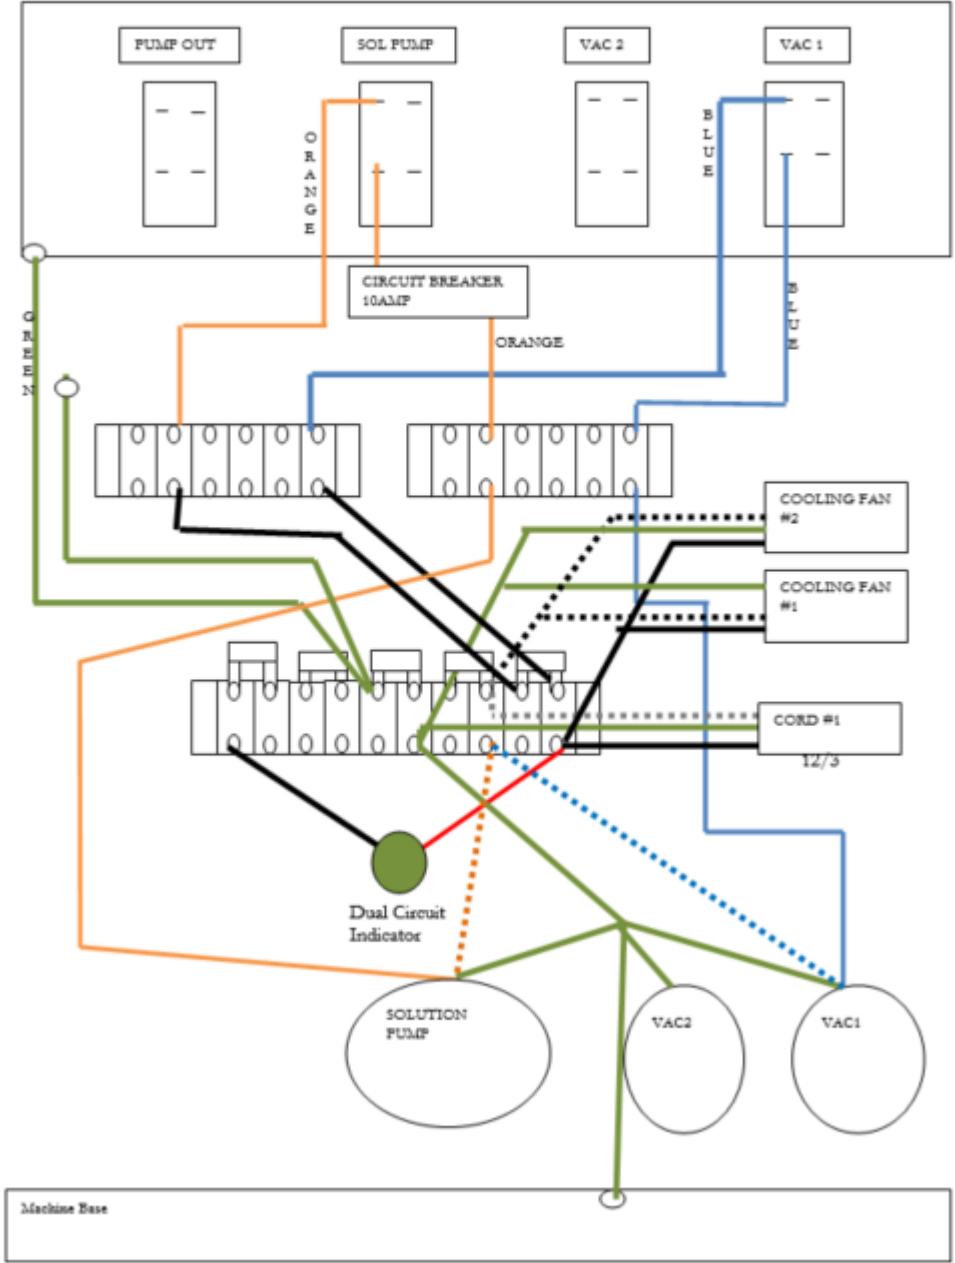 PUMP OUT
SOL PUMP
VAC 2
VAC 1
ORANGE
BLUE
CIRCUIT BREAKER
10AMP
GREEN
BLUE
ORANGE
COOLING FAN
#2
COOLING FAN
#1
CORD #1
12/3
Dual Circuit
Indicator
SOLUTION
PUMP
VAC2
VAC1
Machine Base